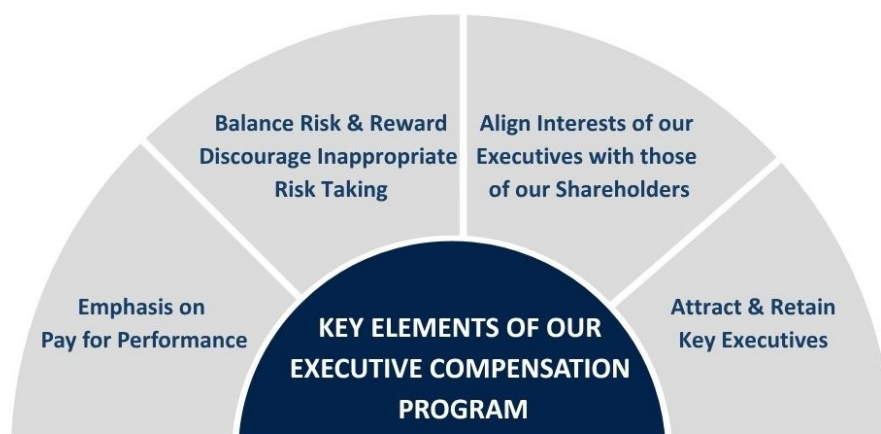 Balance Risk & Reward
Discourage Inappropriate
Risk Taking
Align Interests of our
Executives with those
of our Shareholders
Emphasis on
Pay for Performance
Attract & Retain
Key Executives
KEY ELEMENTS OF OUR
EXECUTIVE COMPENSATION
PROGRAM